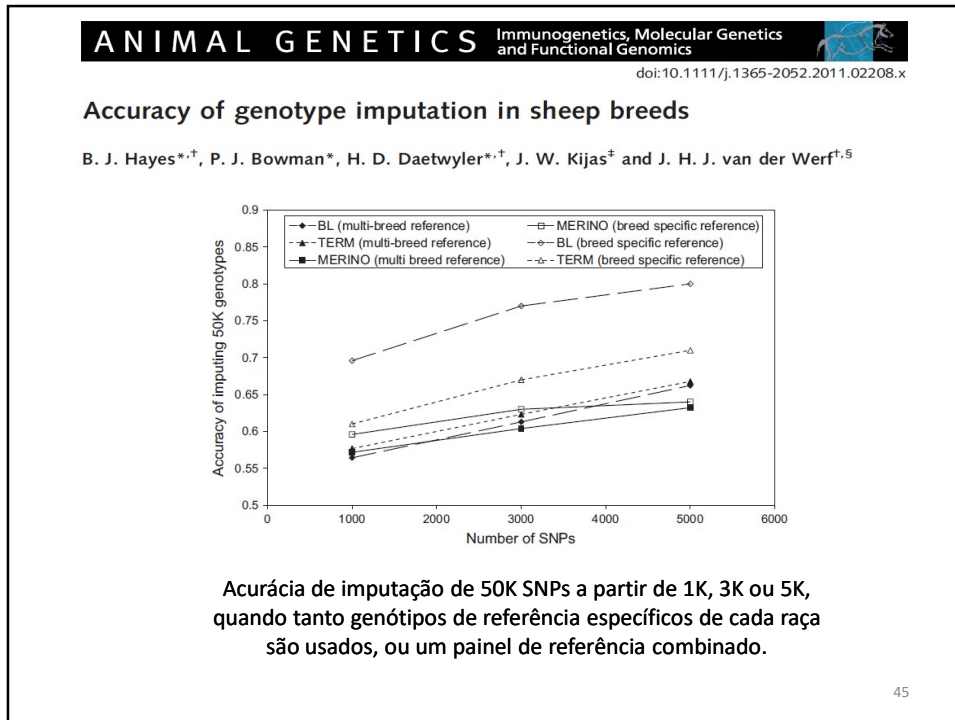 ANIMAL GENETICS Immunogenetics, Molecular Genetics
and Functional Genomics
doi:10.1111/j.1365-2052.2011.02208.x
Accuracy of genotype imputation in sheep breeds
B. J. Hayes*,†, P. J. Bowman*, H. D. Daetwyler*,†, J. W. Kijas‡ and J. H. J. van der Werf†,§
0.9
0.85
0.8
0.75
0.7
0.65
0.6
0.55
0.5
Accuracy of imputing 50K genotypes
BL (multi-breed reference)
MERINO (breed specific reference)
TERM (multi-breed reference)
BL (breed specific reference)
MERINO (multi breed reference)
TERM (breed specific reference)
0 1000 2000 3000 4000 5000 6000
Number of SNPs
Acurácia de imputação de 50K SNPs a partir de 1K, 3K ou 5K,
quando tanto genótipos de referência específicos de cada raça
são usados, ou um painel de referência combinado.
45